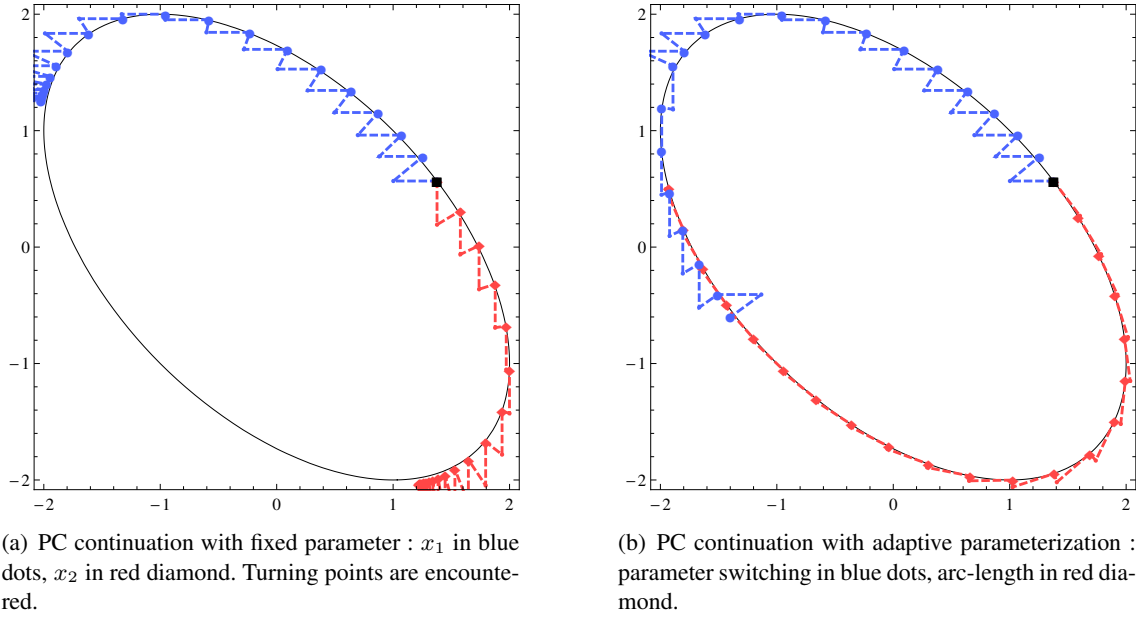 2
1
0
−1
−2
−2 −1 0 1 2
2
1
0
−1
−2
−2 −1 0 1 2
(a) PC continuation with fixed parameter : x₁ in blue
dots, x₂ in red diamond. Turning points are encounte-
red.
(b) PC continuation with adaptive parameterization :
parameter switching in blue dots, arc-length in red dia-
mond.